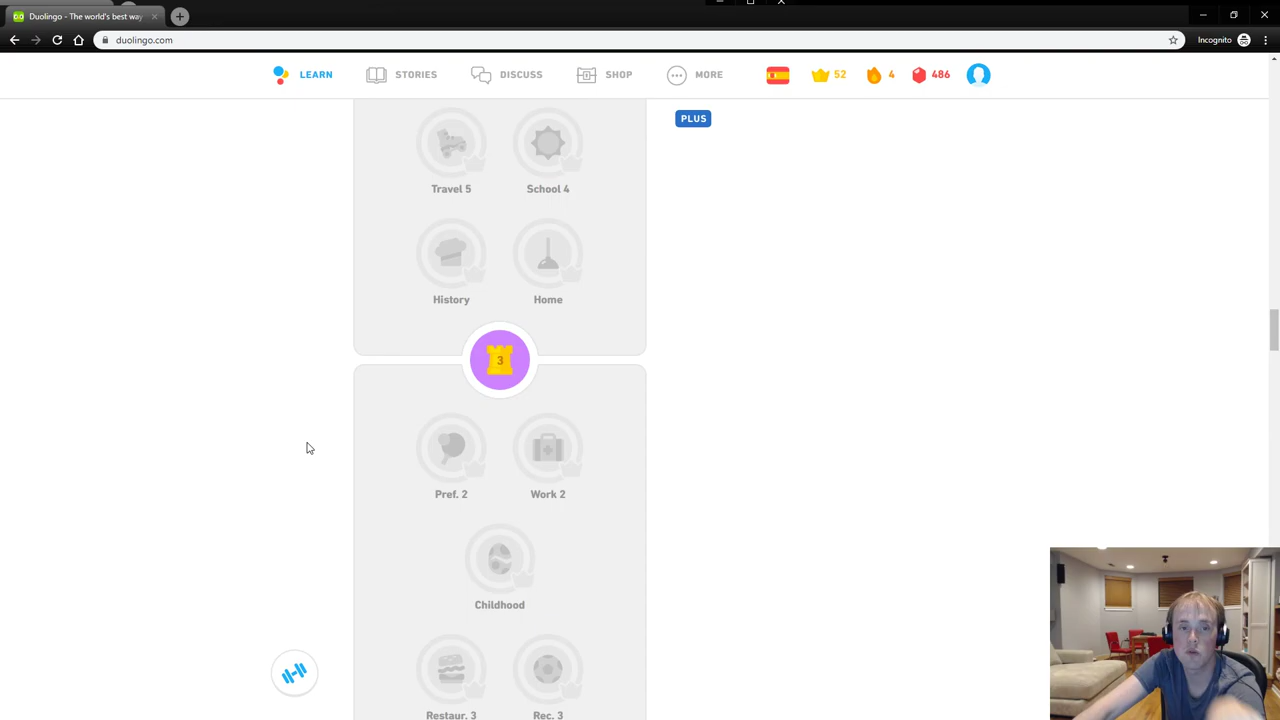 Duolingo - The world's best way
duolingo.com
Incognito
LEARN
STORIES
DISCUSS
SHOP
MORE
52
4
486
PLUS
Travel 5
School 4
History
Home
3
Pref. 2
Work 2
Childhood
Restaur. 3
Rec. 3